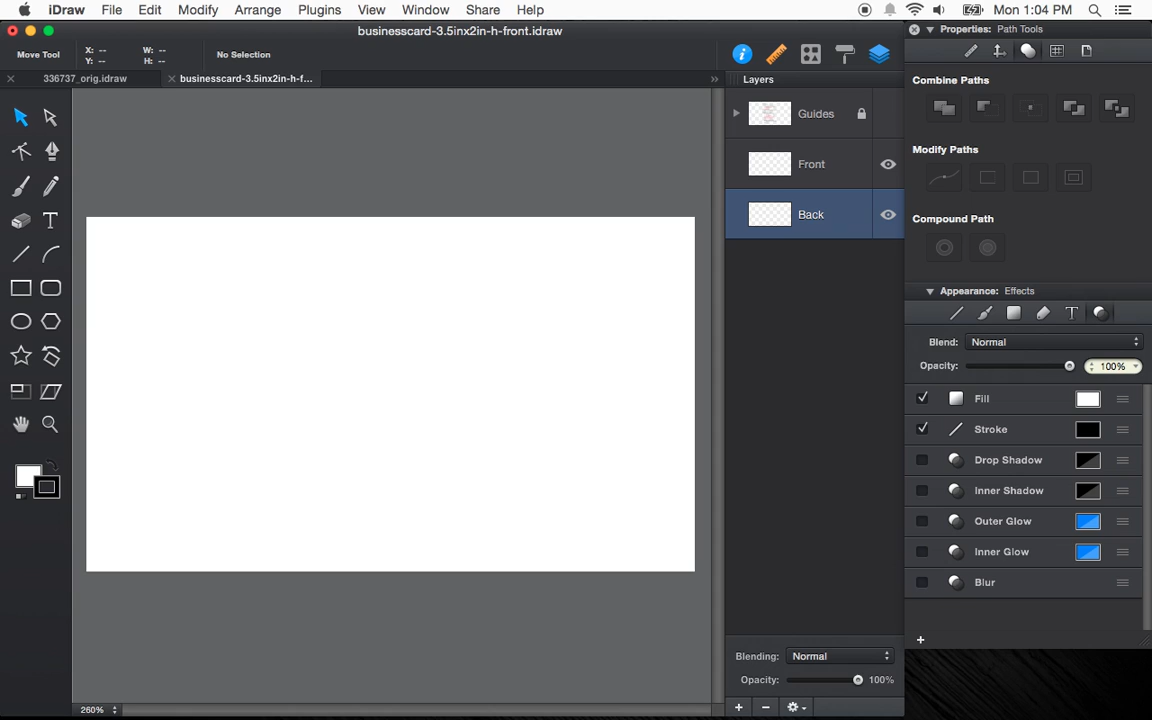 iDraw File Edit Modify Arrange Plugins View Window Share Help Mon 1:04 PM
businesscard-3.5inx2in-h-front.idraw
Properties: Path Tools
Move Tool X: -- W: -- No Selection
Y: -- H: --
336737_orig.idraw businesscard-3.5inx2in-h-f... »
Layers
Guides
Front
Back
Combine Paths
Modify Paths
Compound Path
Appearance: Effects
Blend: Normal
Opacity: 100%
Fill
Stroke
Drop Shadow
Inner Shadow
Outer Glow
Inner Glow
Blur
Blending: Normal
Opacity: 100%
260%